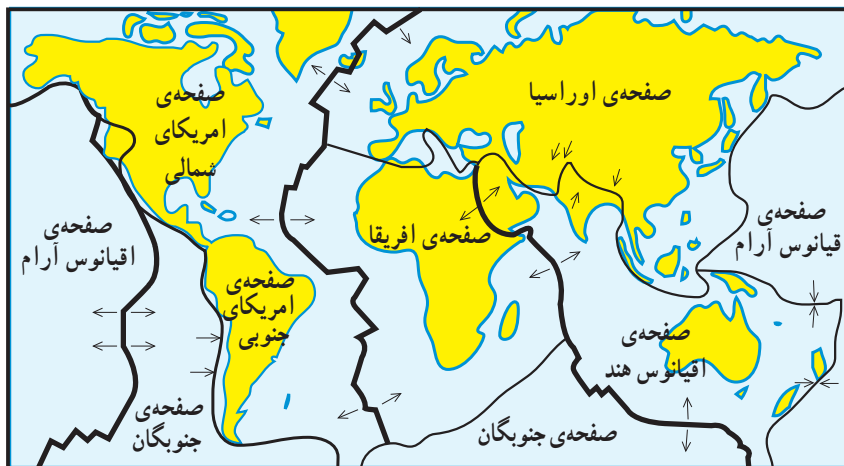 صفحه‌ی
امریکای
شمالی
صفحه‌ی اوراسیا
صفحه‌ی
قیانوس آرام
صفحه‌ی افریقا
صفحه‌ی
اقیانوس آرام
صفحه‌ی
امریکای
جنوبی
صفحه‌ی
اقیانوس هند
صفحه‌ی
جنوبگان
صفحه‌ی جنوبگان